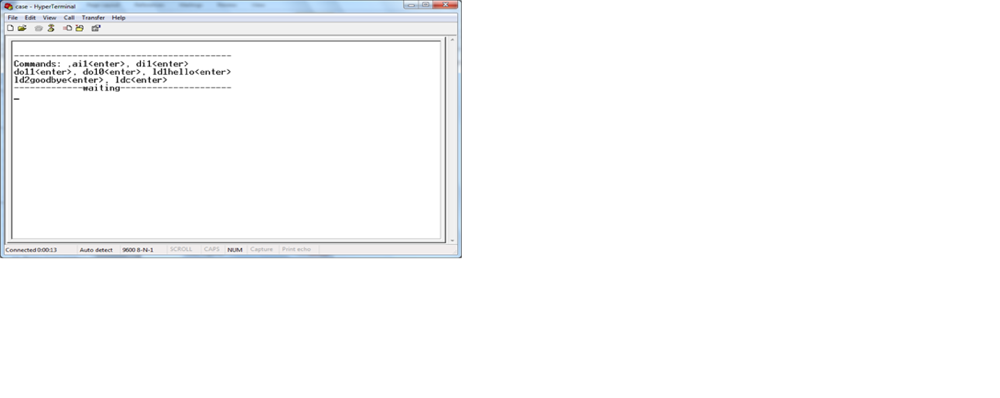 case - HyperTerminal
File Edit View Call Transfer Help
-----------------------------------------
Commands: ,ai1<enter>, di1<enter>
do11<enter>, do10<enter>, ld1hello<enter>
ld2goodbye<enter>, ldc<enter>
-------------waiting---------------------
_
Connected 0:00:13 Auto detect 9600 8-N-1 SCROLL CAPS NUM Capture Print echo